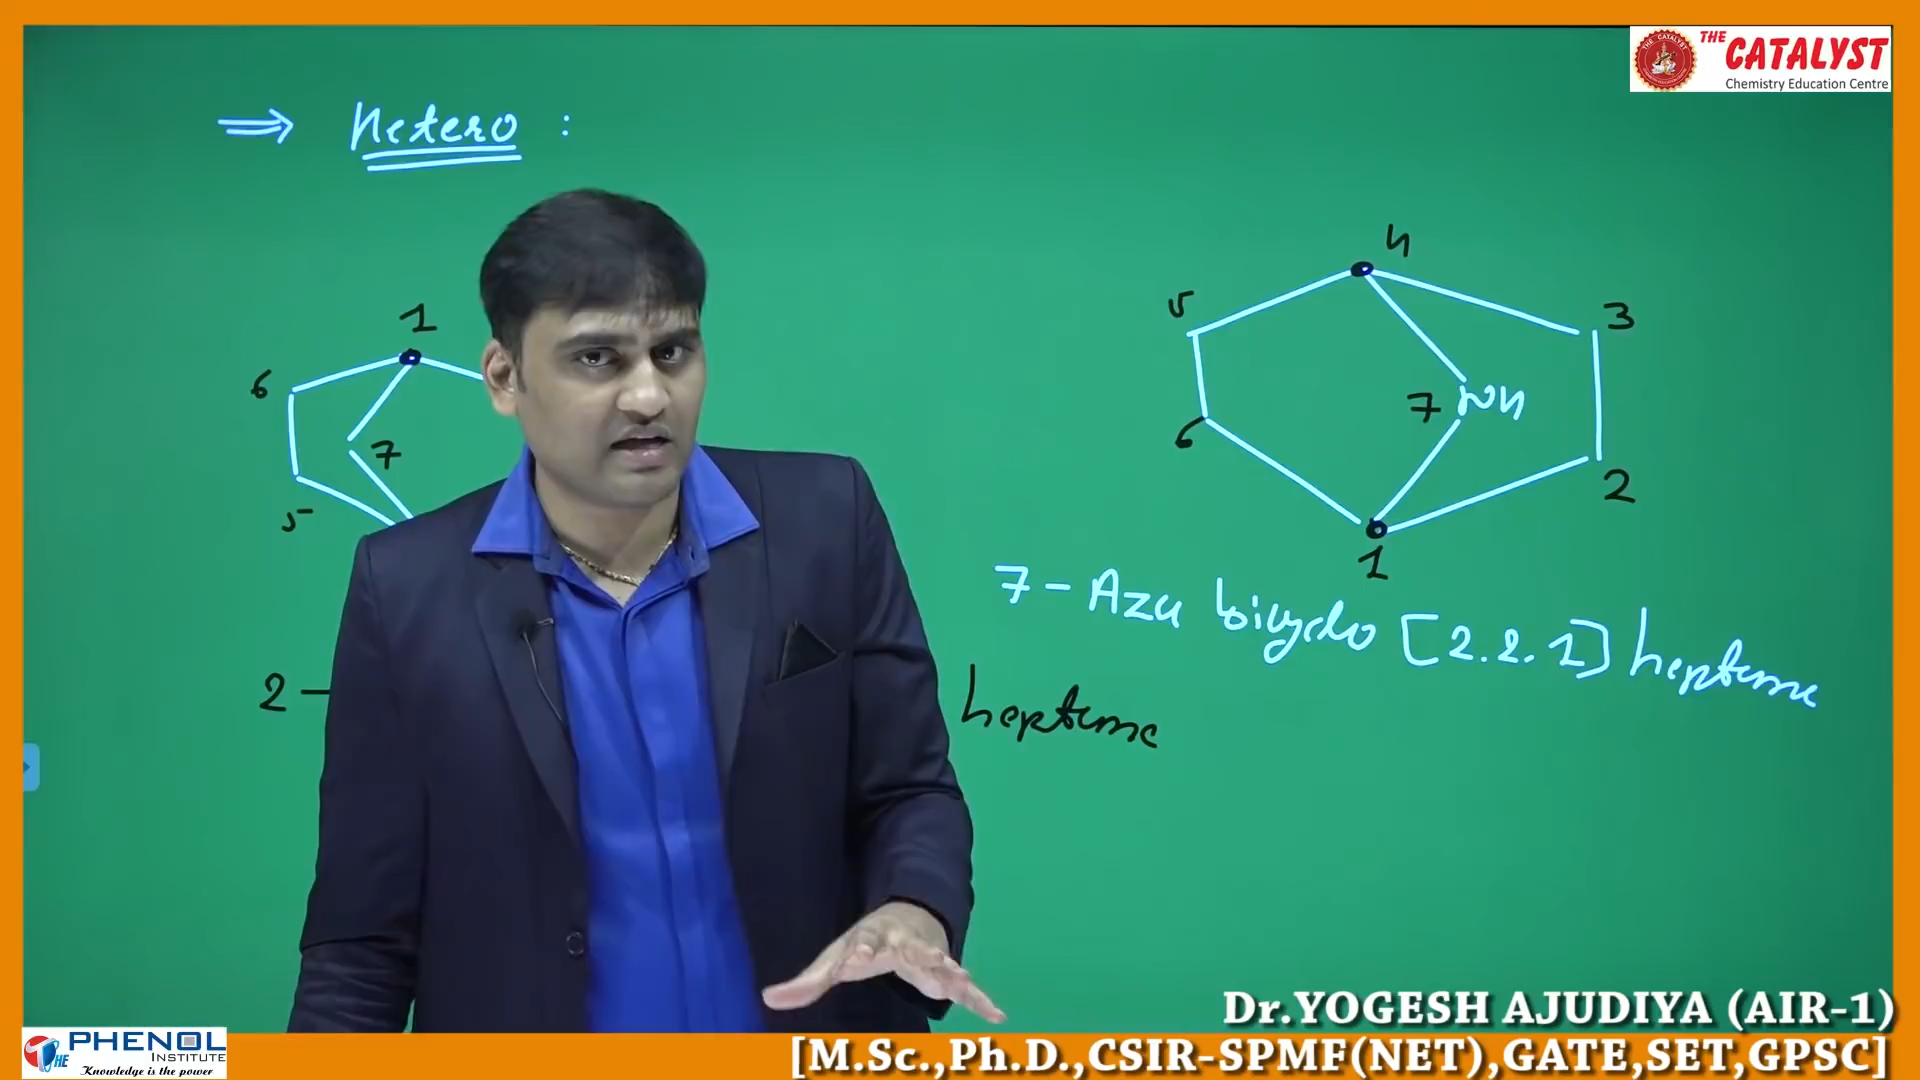 THE
CATALYST
Chemistry Education Centre
⇒ Hetero :
1
6
7
5
2 –
heptane
4
5
3
7
NH
6
2
1
7 – Aza bicyclo [2.2.1] heptane
Dr.YOGESH AJUDIYA (AIR-1)
[M.Sc.,Ph.D.,CSIR-SPMF(NET),GATE,SET,GPSC]
THE PHENOL
INSTITUTE
Knowledge is the power